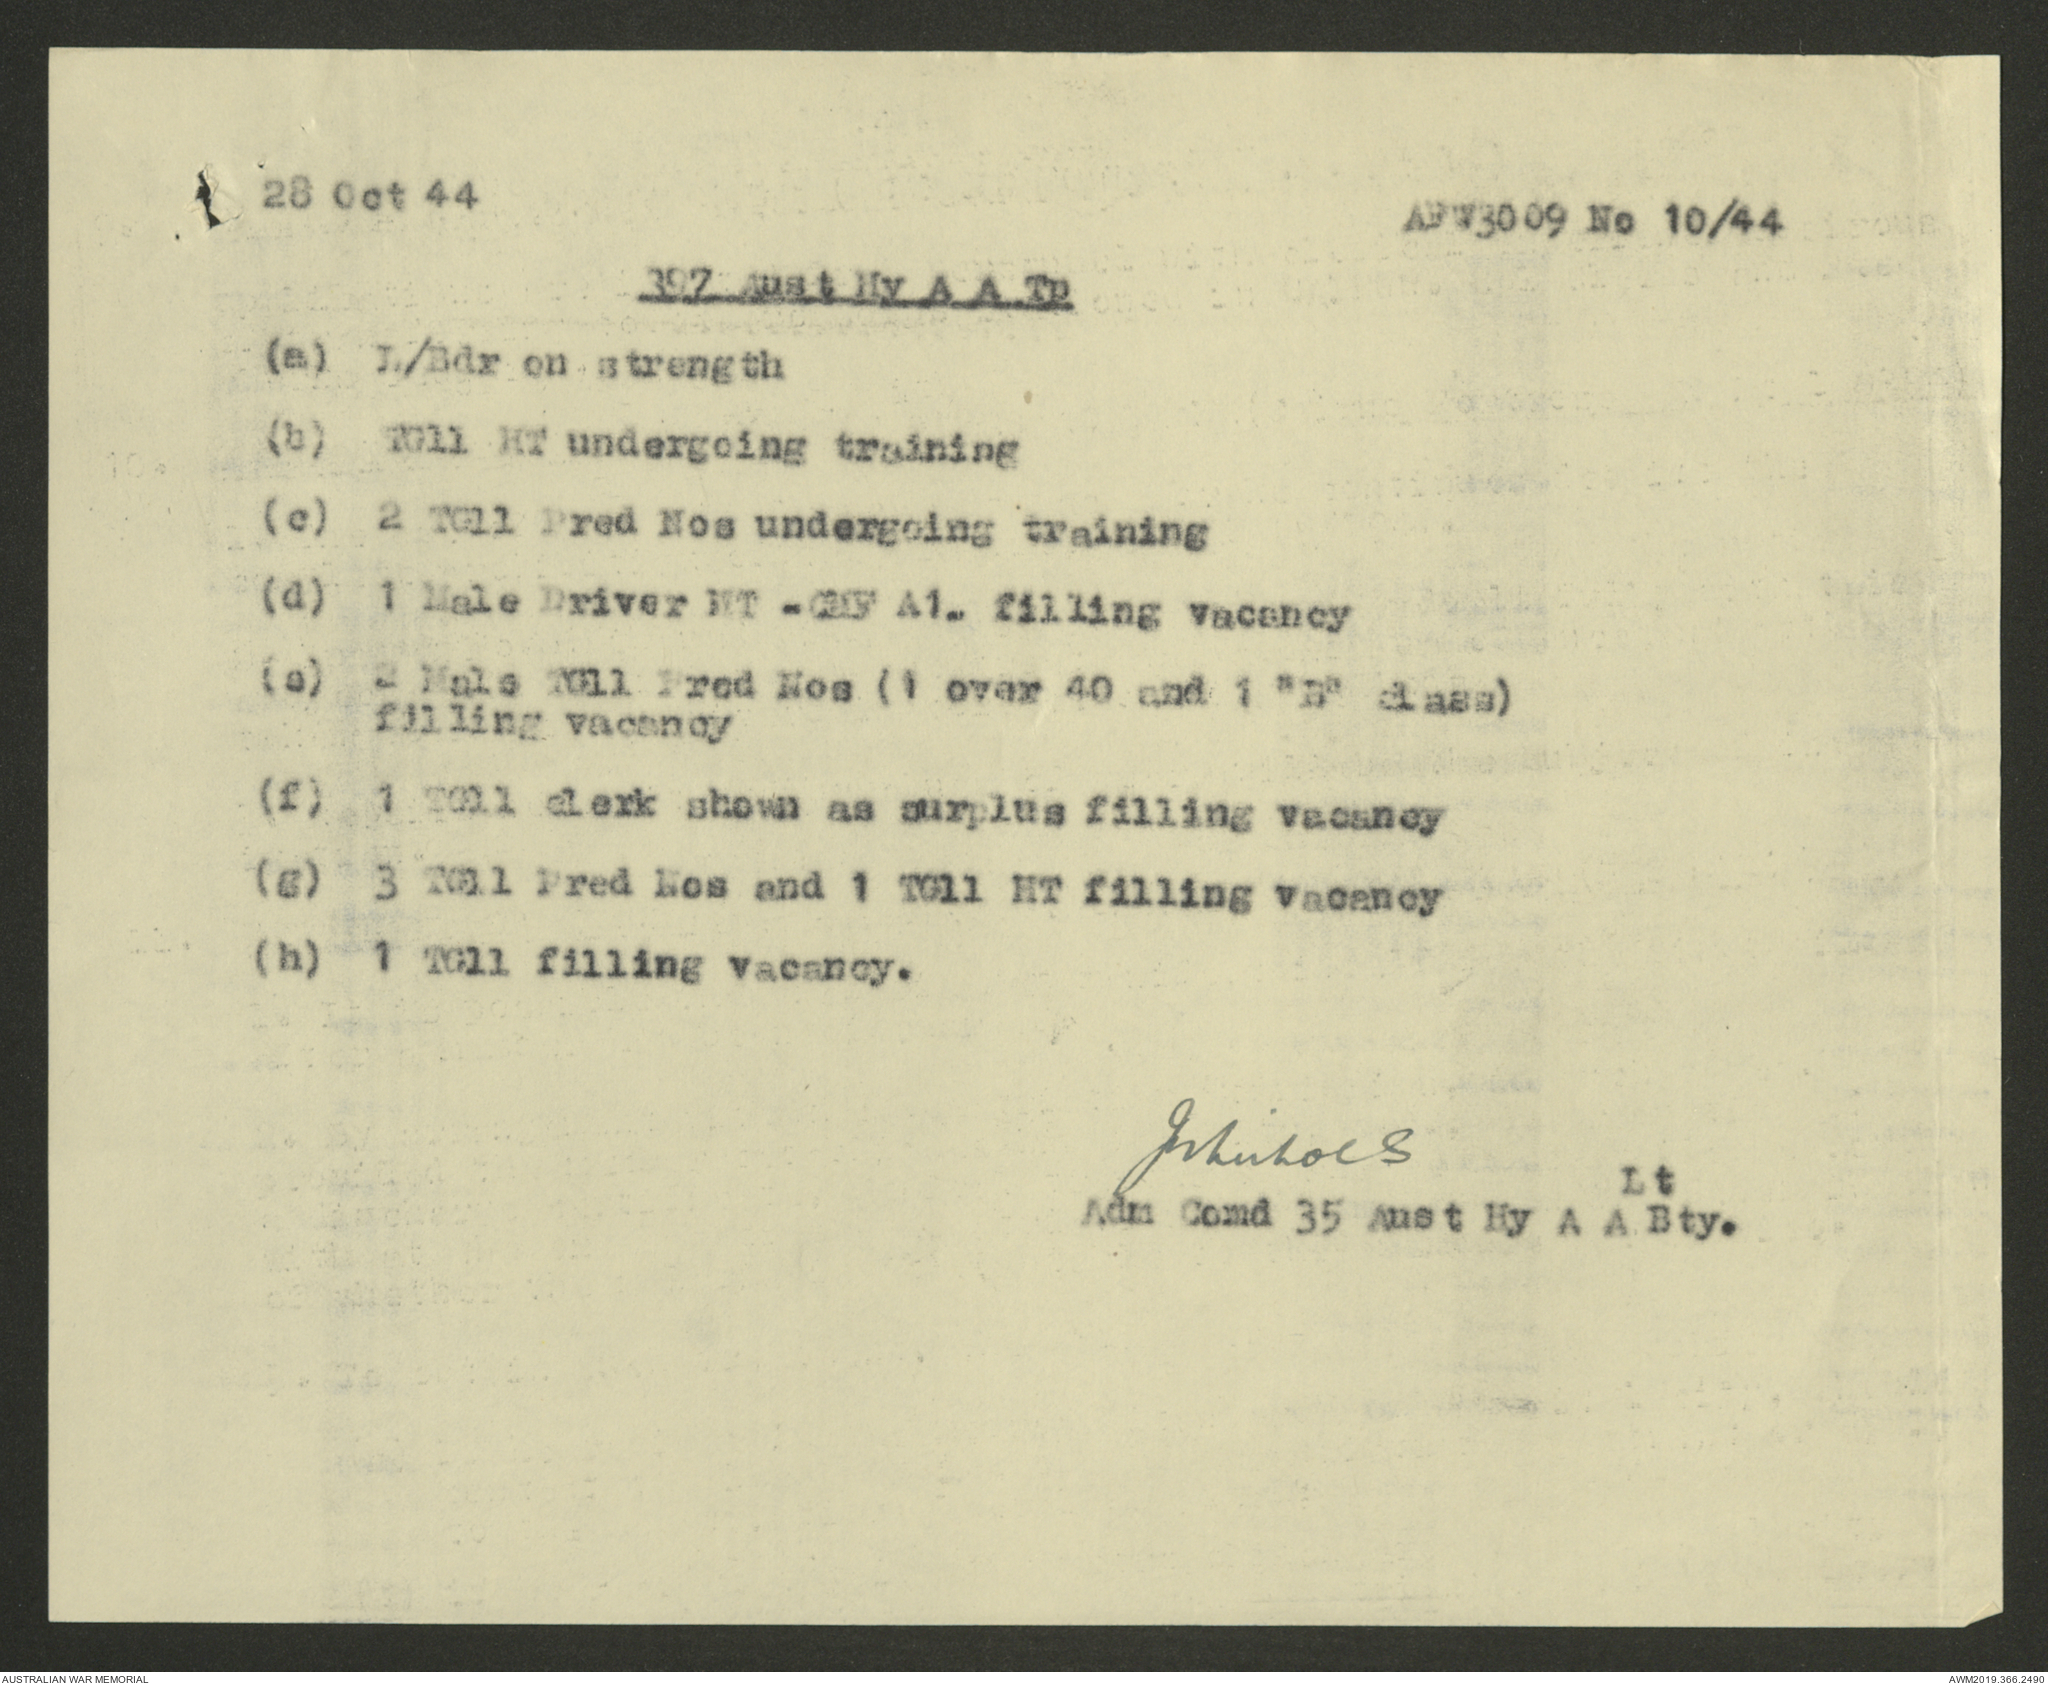 28 Oct 44
AFW3009 No 10/44
397 Aust Hy A A Tp
(a) L/Bdr on strength
(b) TGll HT undergoing training
(c) 2 TGll Pred Nos undergoing training
(d) 1 Male Driver MT -CMF A1- filling vacancy
(e) 2 Male TGll Pred Nos (1 over 40 and 1 "B" class)
filling vacancy
(f) 1 TGll clerk shown as surplus filling vacancy
(g) 3 TGll Pred Nos and 1 TGll HT filling vacancy
(h) 1 TGll filling vacancy.
Lt
Adm Comd 35 Aust Hy A A Bty.
AUSTRALIAN WAR MEMORIAL
AWM2019.366.2490